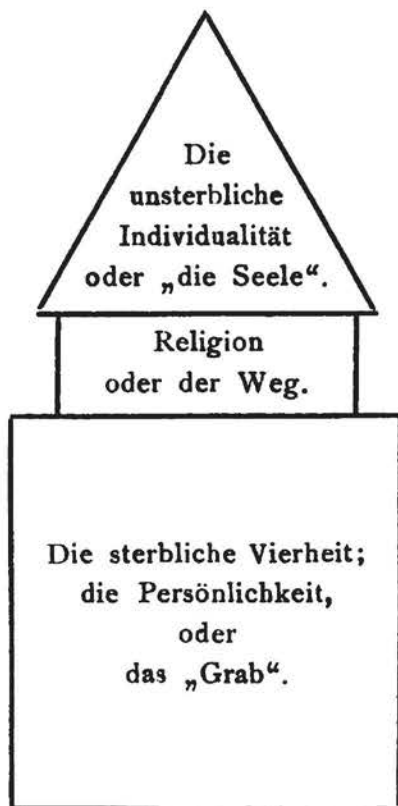 Die
unsterbliche
Individualität
oder „die Seele“.
Religion
oder der Weg.
Die sterbliche Vierheit;
die Persönlichkeit,
oder
das „Grab“.